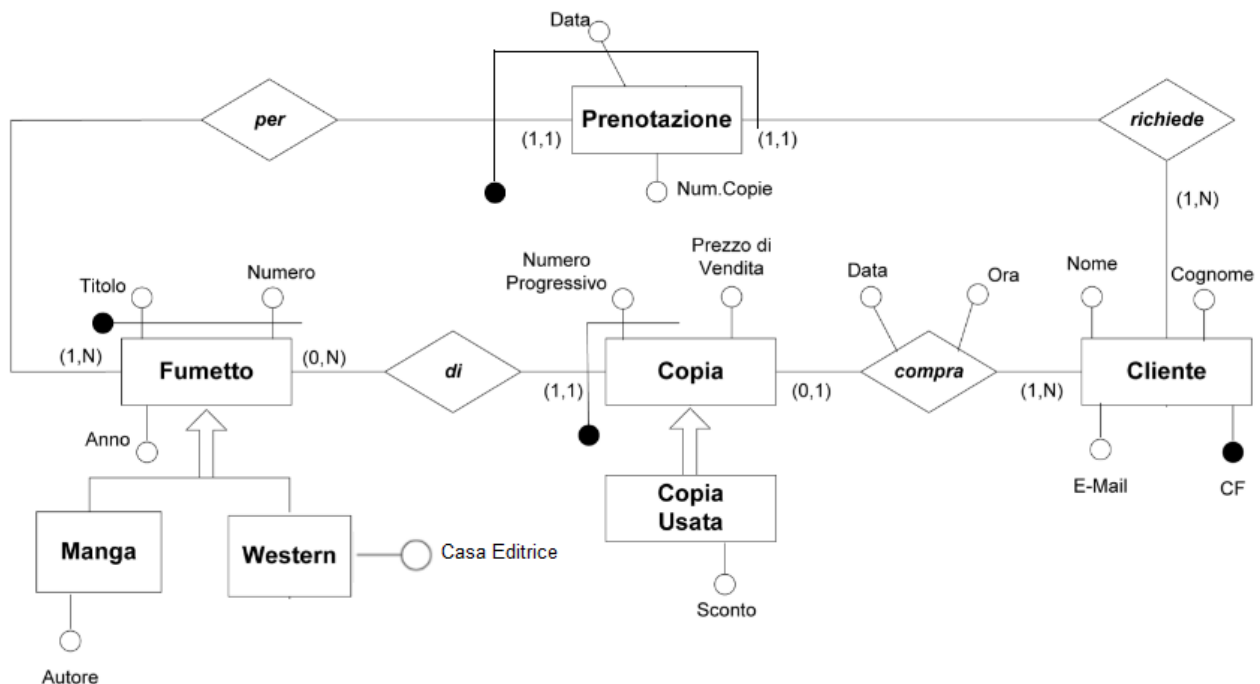 Data
per
Prenotazione
richiede
(1,1)
(1,1)
Num.Copie
(1,N)
Titolo
Numero
Numero
Progressivo
Prezzo di
Vendita
Data
Ora
Nome
Cognome
(1,N)
Fumetto
(0,N)
di
(1,1)
Copia
(0,1)
compra
(1,N)
Cliente
Anno
E-Mail
CF
Manga
Western
Casa Editrice
Copia
Usata
Sconto
Autore